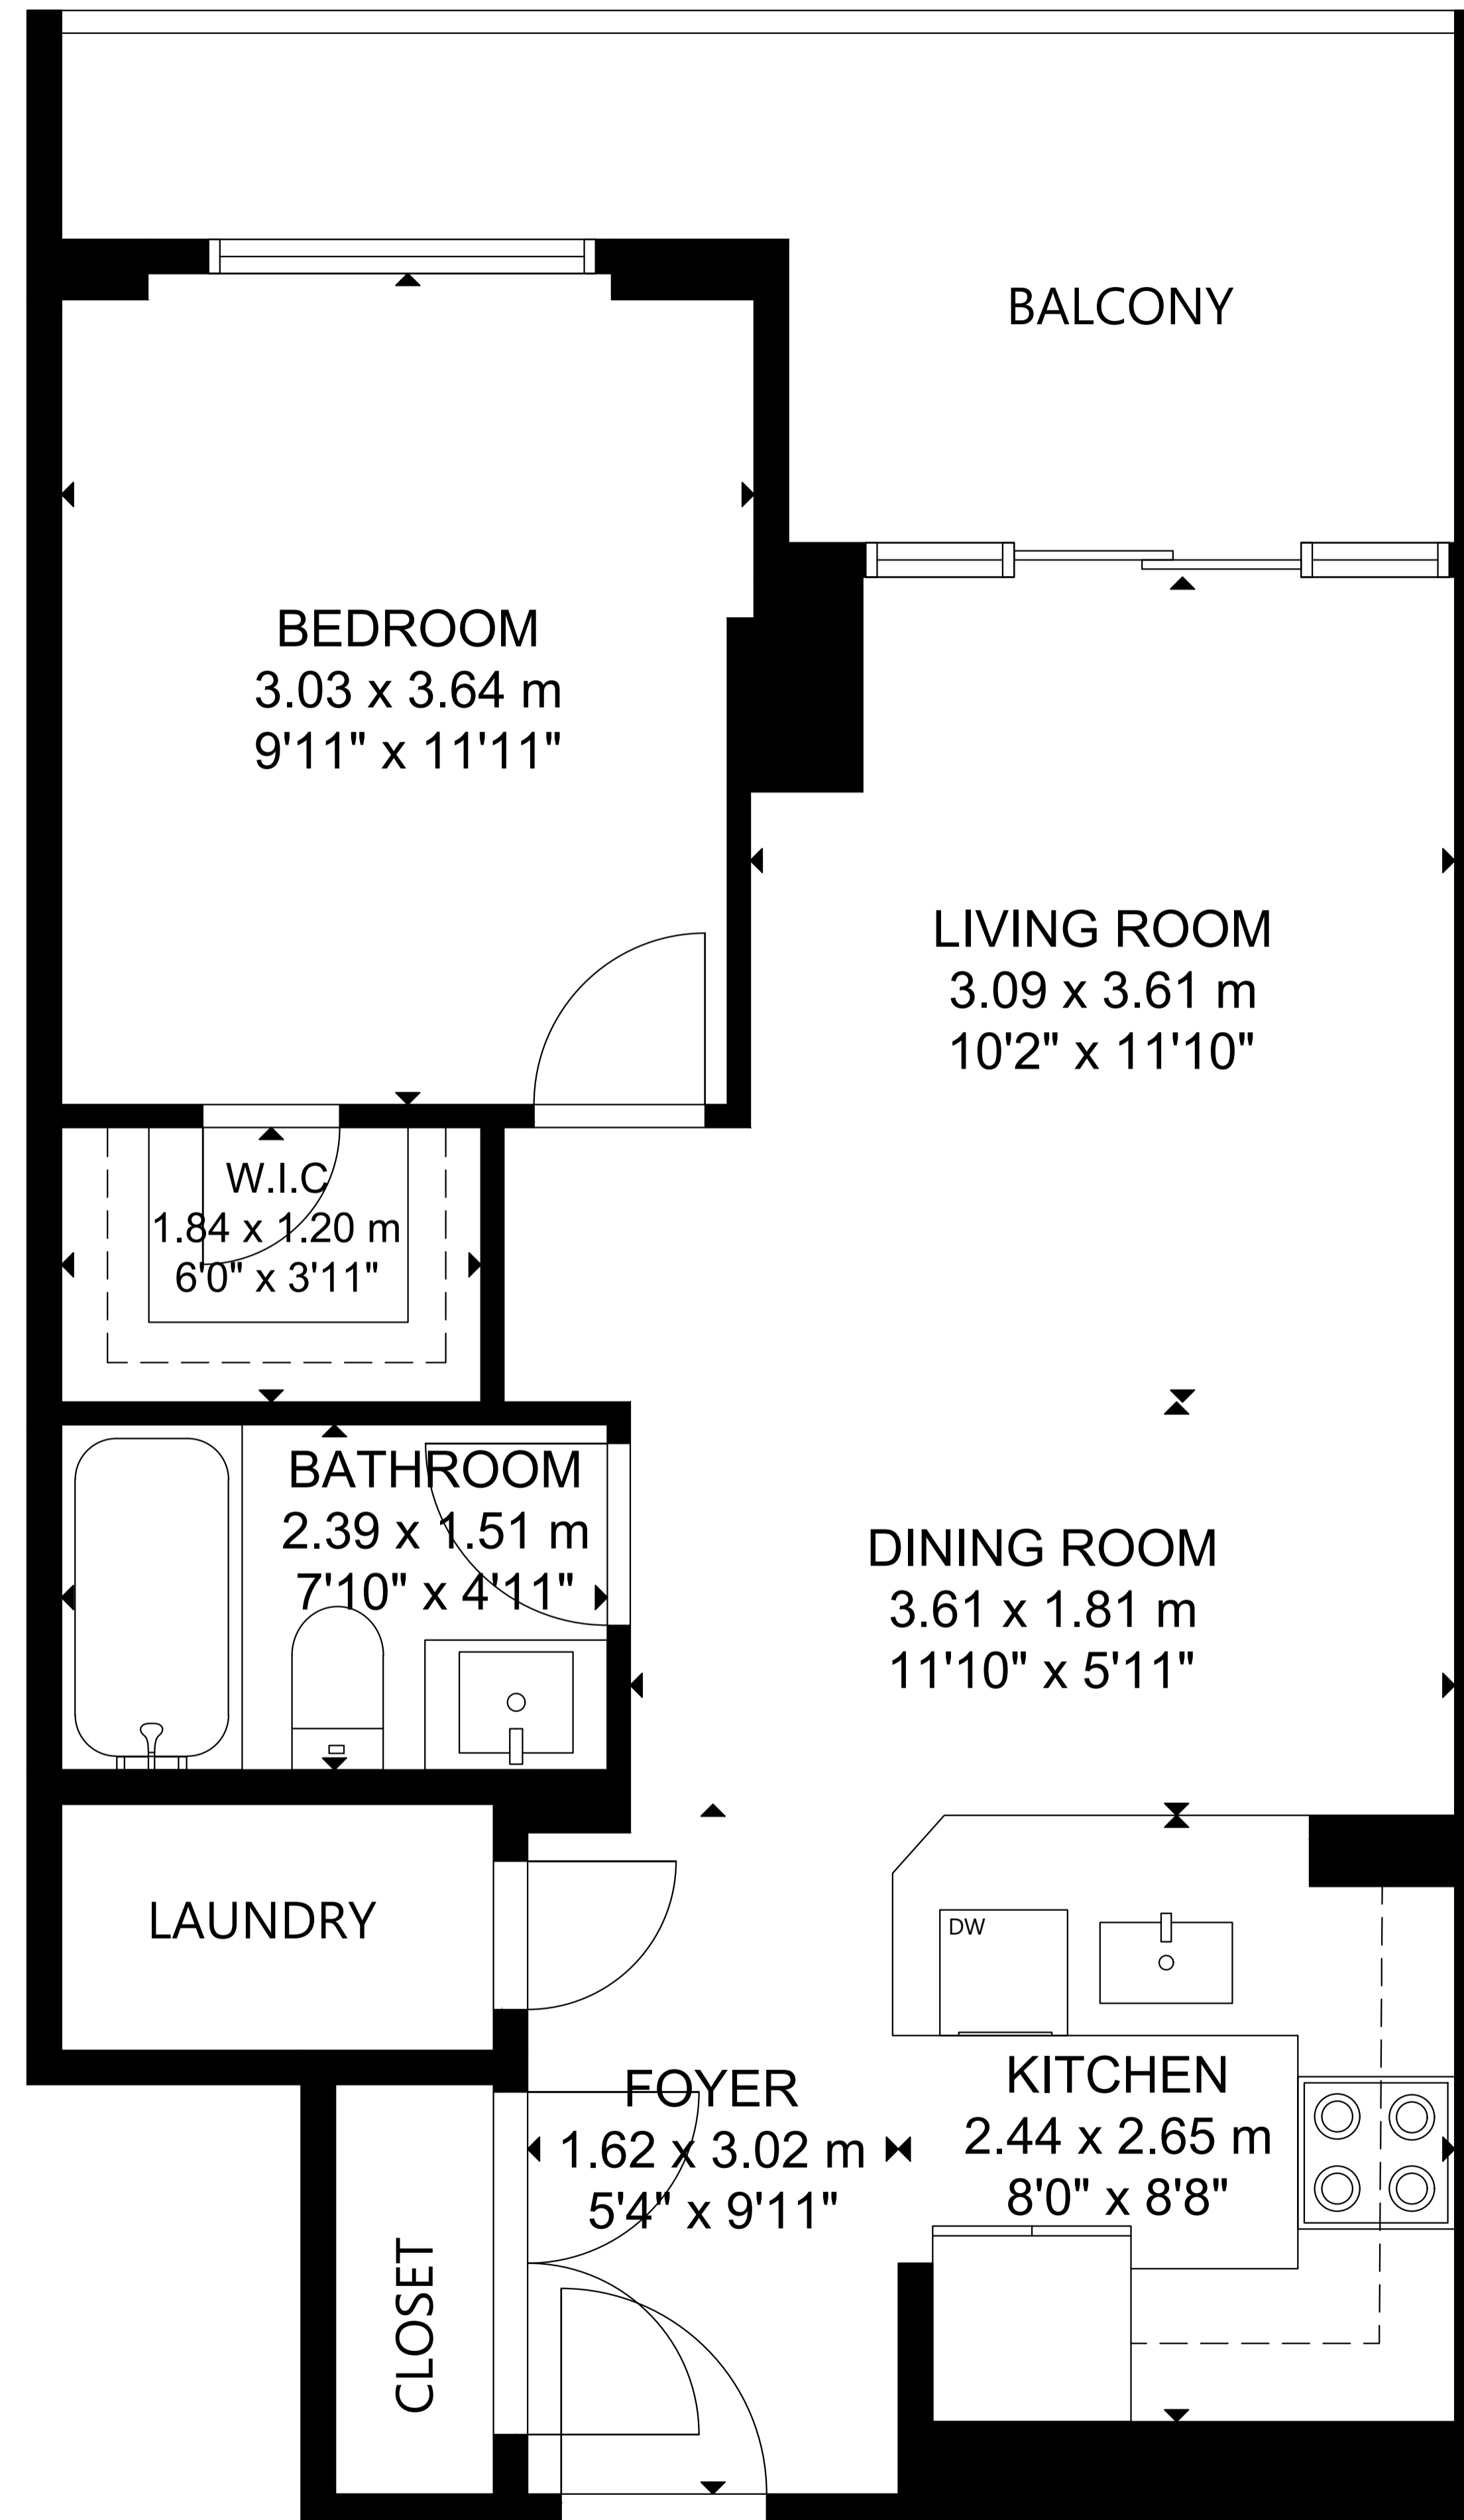 BALCONY
BEDROOM
3.03 x 3.64 m
9'11" x 11'11"
LIVING ROOM
3.09 x 3.61 m
10'2" x 11'10"
W.I.C
1.84 x 1.20 m
6'0" x 3'11"
BATHROOM
2.39 x 1.51 m
7'10" x 4'11"
DINING ROOM
3.61 x 1.81 m
11'10" x 5'11"
LAUNDRY
DW
FOYER
1.62 x 3.02 m
5'4" x 9'11"
KITCHEN
2.44 x 2.65 m
8'0" x 8'8"
CLOSET